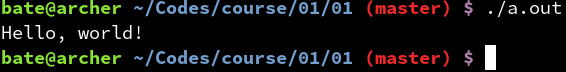 bate@archer ~/Codes/course/01/01 (master) $ ./a.out
Hello, world!
bate@archer ~/Codes/course/01/01 (master) $